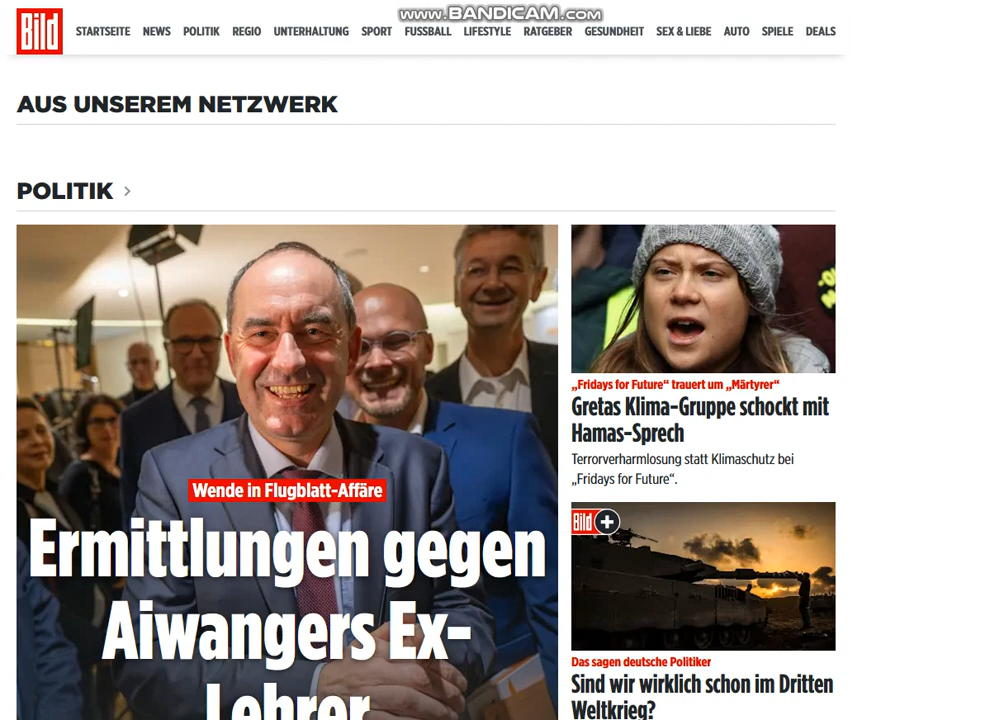 www.BANDICAM.com
Bild STARTSEITE NEWS POLITIK REGIO UNTERHALTUNG SPORT FUSSBALL LIFESTYLE RATGEBER GESUNDHEIT SEX & LIEBE AUTO SPIELE DEALS
AUS UNSEREM NETZWERK
POLITIK >
Wende in Flugblatt-Affäre
Ermittlungen gegen
Aiwangers Ex-
Lehrer
„Fridays for Future“ trauert um „Märtyrer“
Gretas Klima-Gruppe schockt mit
Hamas-Sprech
Terrorverharmlosung statt Klimaschutz bei
„Fridays for Future“.
Bild +
Das sagen deutsche Politiker
Sind wir wirklich schon im Dritten
Weltkrieg?